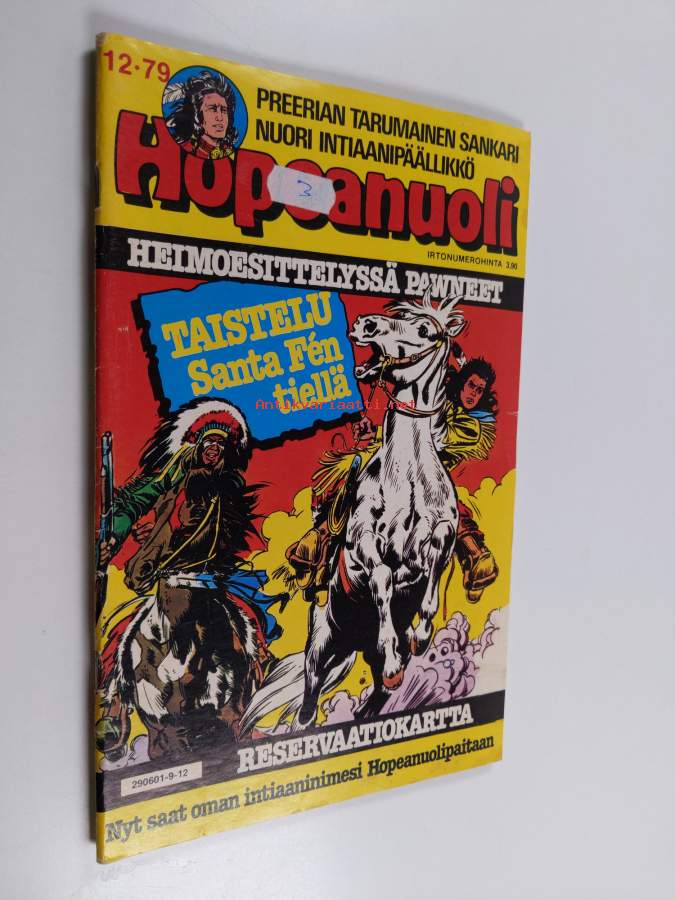 12·79
PREERIAN TARUMAINEN SANKARI
NUORI INTIAANIPÄÄLLIKKÖ
Hopeanuoli
3
IRTONUMEROHINTA 3,90
HEIMOESITTELYSSÄ PAWNEET
TAISTELU
Santa Fén
tiellä
Antikvariaatti.net
RESERVAATIOKARTTA
290601-9-12
Nyt saat oman intiaaninimesi Hopeanuolipaitaan